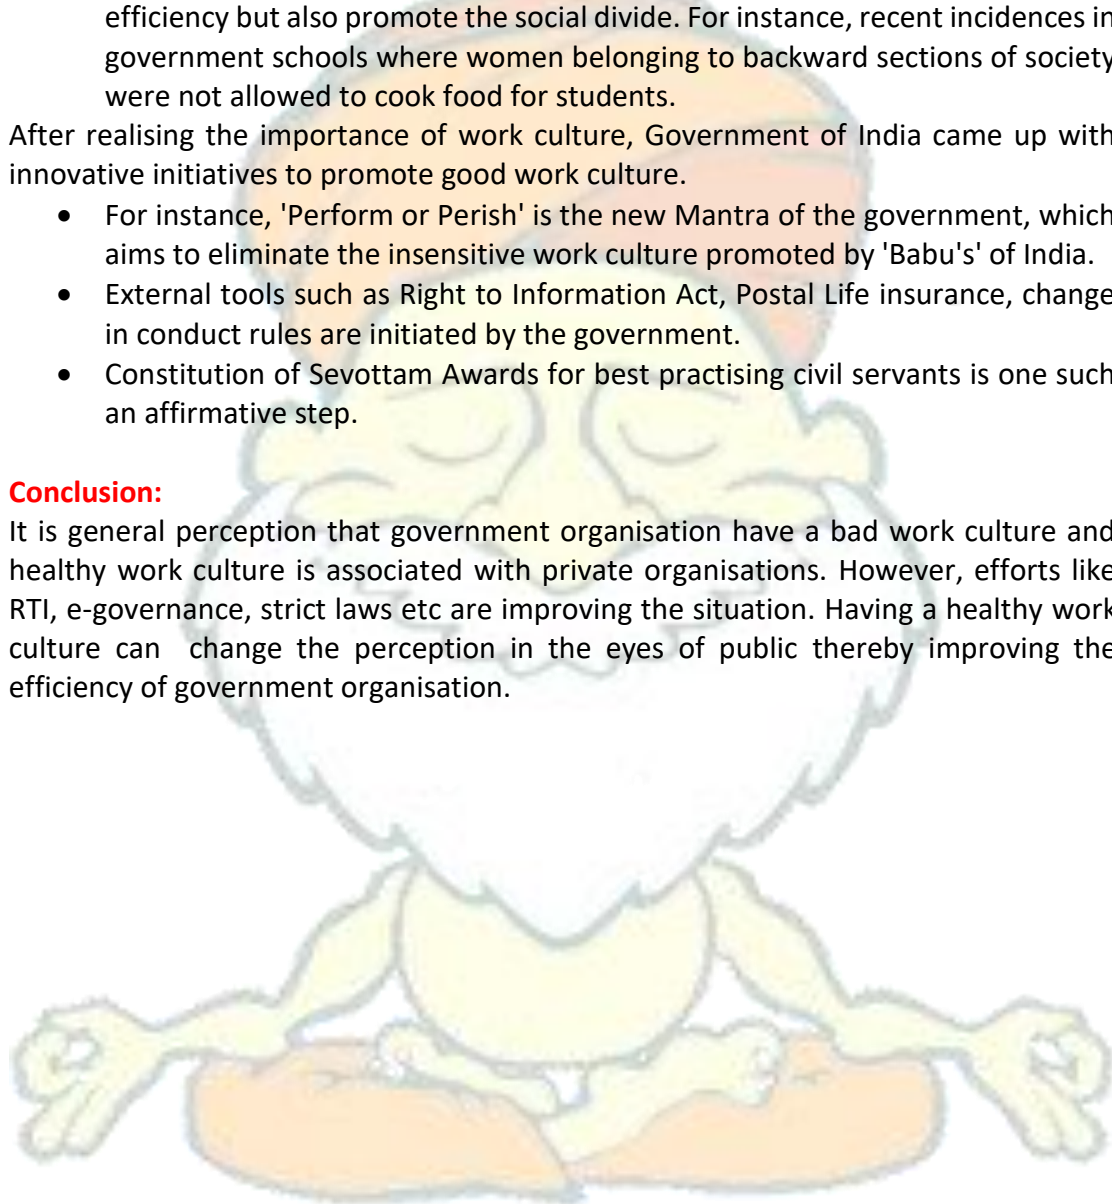 efficiency but also promote the social divide. For instance, recent incidences in
government schools where women belonging to backward sections of society
were not allowed to cook food for students.
After realising the importance of work culture, Government of India came up with
innovative initiatives to promote good work culture.
• For instance, 'Perform or Perish' is the new Mantra of the government, which
aims to eliminate the insensitive work culture promoted by 'Babu's' of India.
• External tools such as Right to Information Act, Postal Life insurance, change
in conduct rules are initiated by the government.
• Constitution of Sevottam Awards for best practising civil servants is one such
an affirmative step.
Conclusion:
It is general perception that government organisation have a bad work culture and
healthy work culture is associated with private organisations. However, efforts like
RTI, e-governance, strict laws etc are improving the situation. Having a healthy work
culture can  change the perception in the eyes of public thereby improving the
efficiency of government organisation.